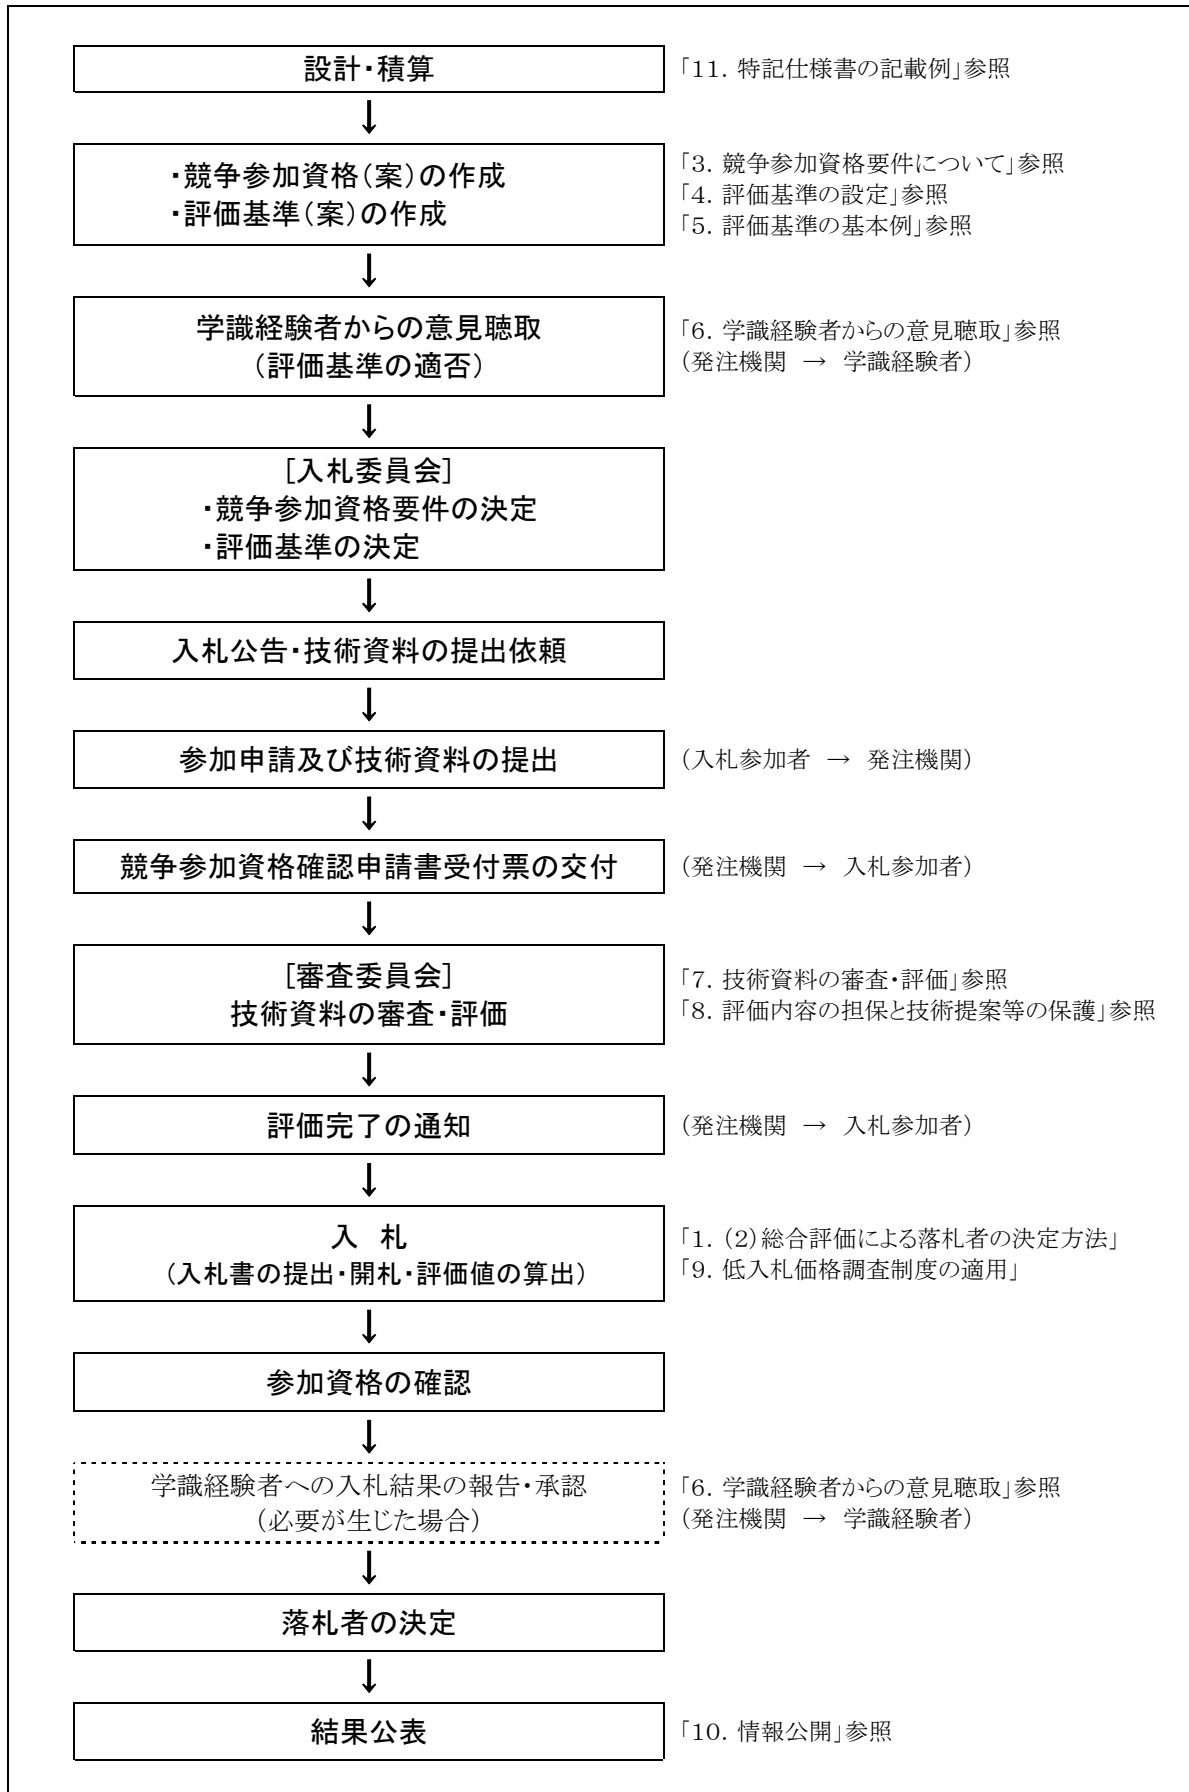 設計・積算
「11．特記仕様書の記載例」参照
↓
・競争参加資格（案）の作成
・評価基準（案）の作成
「3．競争参加資格要件について」参照
「4．評価基準の設定」参照
「5．評価基準の基本例」参照
↓
学識経験者からの意見聴取
（評価基準の適否）
「6．学識経験者からの意見聴取」参照
（発注機関 → 学識経験者）
↓
［入札委員会］
・競争参加資格要件の決定
・評価基準の決定
↓
入札公告・技術資料の提出依頼
↓
参加申請及び技術資料の提出
（入札参加者 → 発注機関）
↓
競争参加資格確認申請書受付票の交付
（発注機関 → 入札参加者）
↓
［審査委員会］
技術資料の審査・評価
「7．技術資料の審査・評価」参照
「8．評価内容の担保と技術提案等の保護」参照
↓
評価完了の通知
（発注機関 → 入札参加者）
↓
入 札
（入札書の提出・開札・評価値の算出）
「1．（2）総合評価による落札者の決定方法」
「9．低入札価格調査制度の適用」
↓
参加資格の確認
↓
学識経験者への入札結果の報告・承認
（必要が生じた場合）
「6．学識経験者からの意見聴取」参照
（発注機関 → 学識経験者）
↓
落札者の決定
↓
結果公表
「10．情報公開」参照